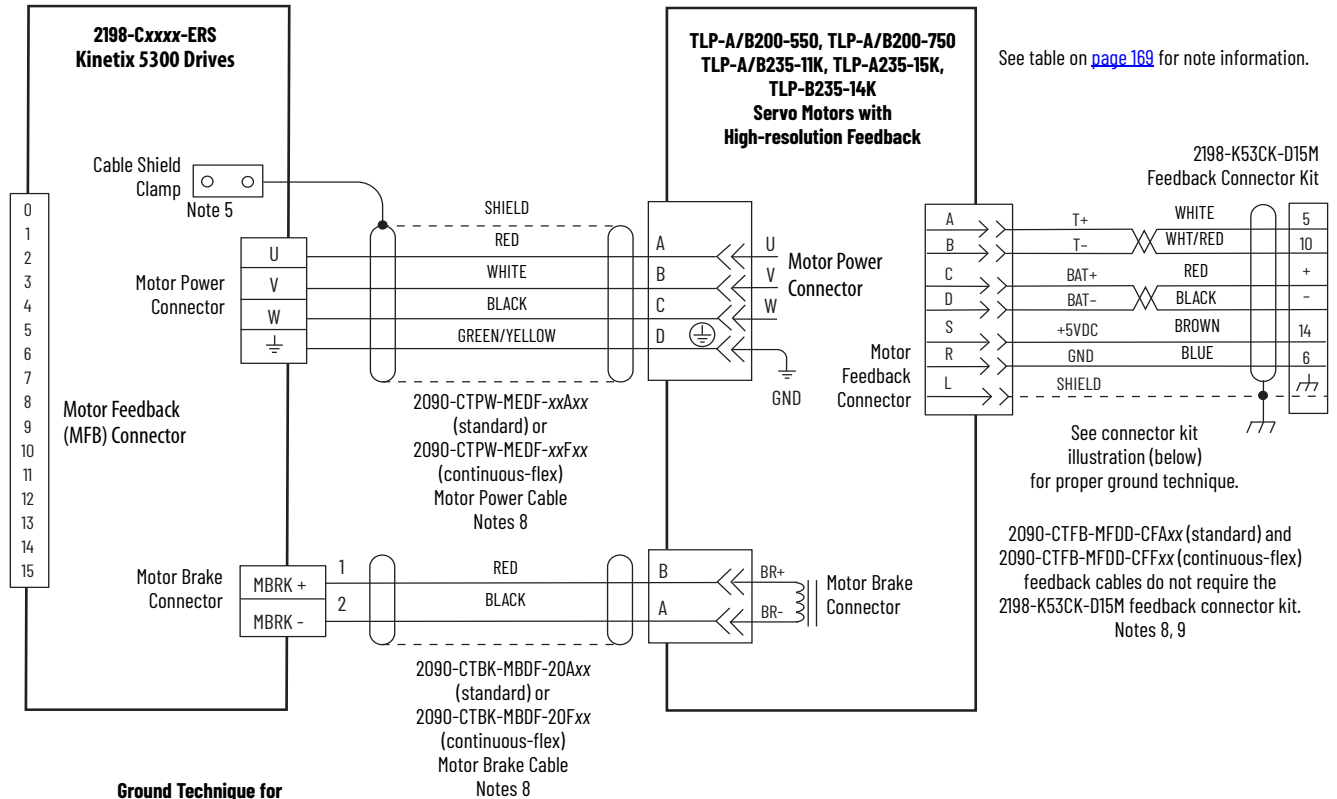 2198-Cxxxx-ERS
Kinetix 5300 Drives
TLP-A/B200-550, TLP-A/B200-750
TLP-A/B235-11K, TLP-A235-15K,
TLP-B235-14K
Servo Motors with
High-resolution Feedback
See table on page 169 for note information.
Cable Shield
Clamp
Note 5
2198-K53CK-D15M
Feedback Connector Kit
0
1
2
3
4
5
6
7
8
9
10
11
12
13
14
15
Motor Feedback
(MFB) Connector
Motor Power
Connector
U
V
W
SHIELD
RED
WHITE
BLACK
GREEN/YELLOW
A
B
C
D
U
V
W
Motor Power
Connector
GND
2090-CTPW-MEDF-xxAxx
(standard) or
2090-CTPW-MEDF-xxFxx
(continuous-flex)
Motor Power Cable
Notes 8
Motor
Feedback
Connector
A
B
C
D
S
R
L
T+
T-
BAT+
BAT-
+5VDC
GND
SHIELD
WHITE
WHT/RED
RED
BLACK
BROWN
BLUE
5
10
+
-
14
6
See connector kit
illustration (below)
for proper ground technique.
2090-CTFB-MFDD-CFAxx (standard) and
2090-CTFB-MFDD-CFFxx (continuous-flex)
feedback cables do not require the
2198-K53CK-D15M feedback connector kit.
Notes 8, 9
Motor Brake
Connector
MBRK +
MBRK -
1
2
RED
BLACK
B
A
BR+
BR-
Motor Brake
Connector
2090-CTBK-MBDF-20Axx
(standard) or
2090-CTBK-MBDF-20Fxx
(continuous-flex)
Motor Brake Cable
Notes 8
Ground Technique for